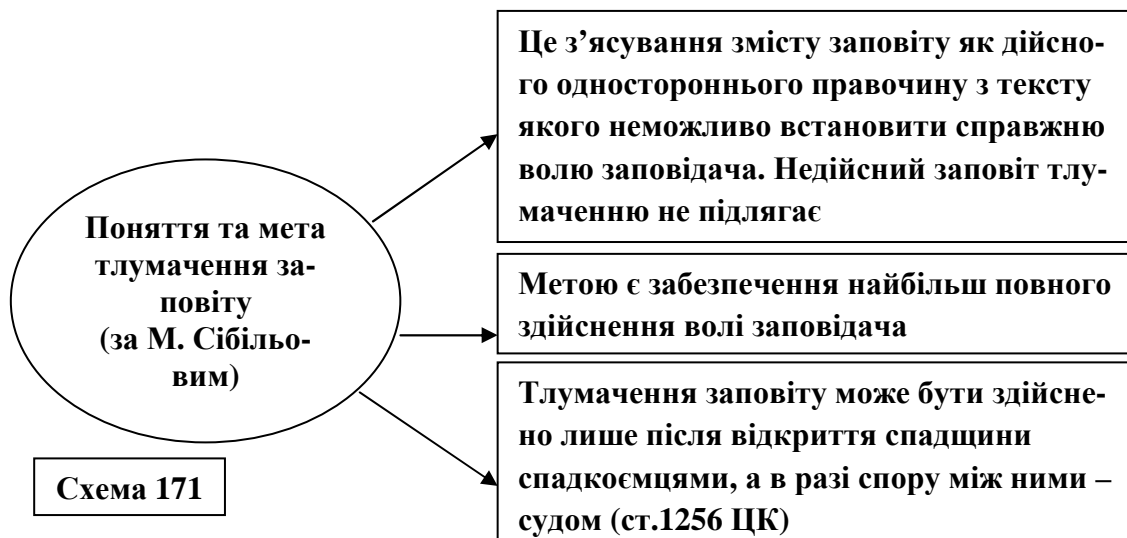 Це з’ясування змісту заповіту як дійсно-
го одностороннього правочину з тексту
якого неможливо встановити справжню
волю заповідача. Недійсний заповіт тлу-
маченню не підлягає
Поняття та мета
тлумачення за-
повіту
(за М. Сібільо-
вим)
Метою є забезпечення найбільш повного
здійснення волі заповідача
Тлумачення заповіту може бути здійсне-
но лише після відкриття спадщини
спадкоємцями, а в разі спору між ними –
судом (ст.1256 ЦК)
Схема 171